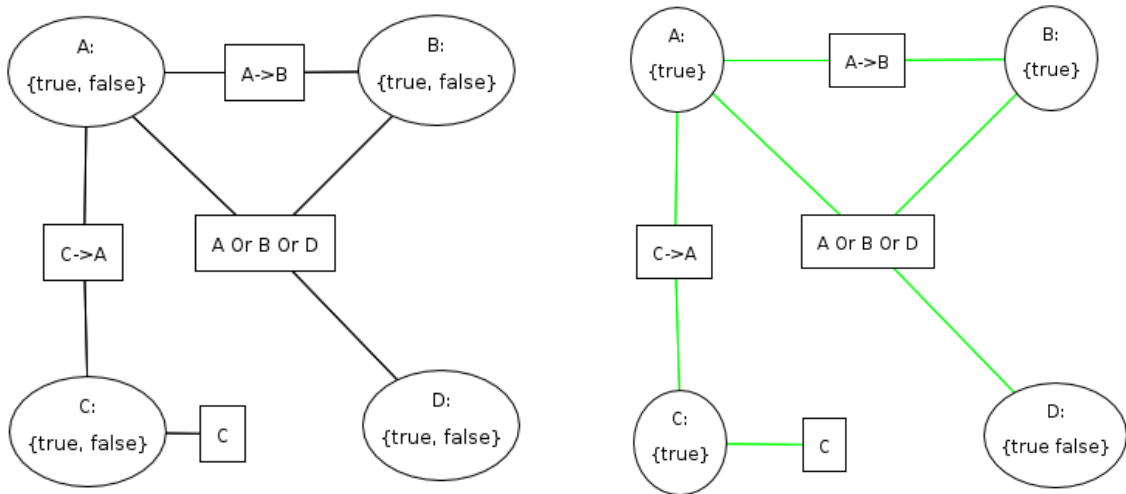 A:
{true, false}
A->B
B:
{true, false}
C->A
A Or B Or D
C:
{true, false}
C
D:
{true, false}
A:
{true}
A->B
B:
{true}
C->A
A Or B Or D
C:
{true}
C
D:
{true false}